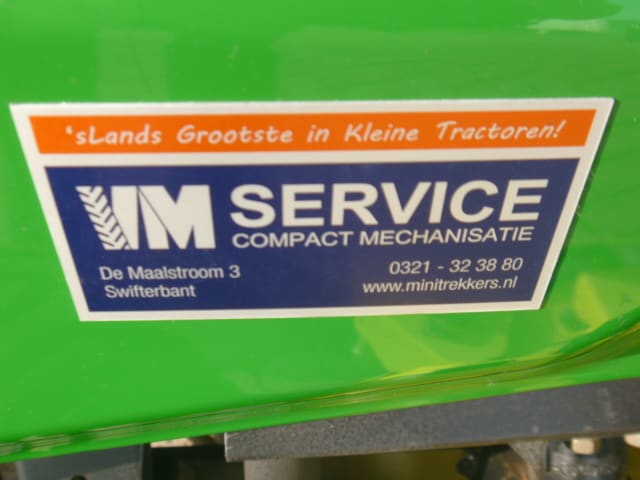 'sLands Grootste in Kleine Tractoren!
VM SERVICE
COMPACT MECHANISATIE
De Maalstroom 3
Swifterbant
0321 - 32 38 80
www.minitrekkers.nl